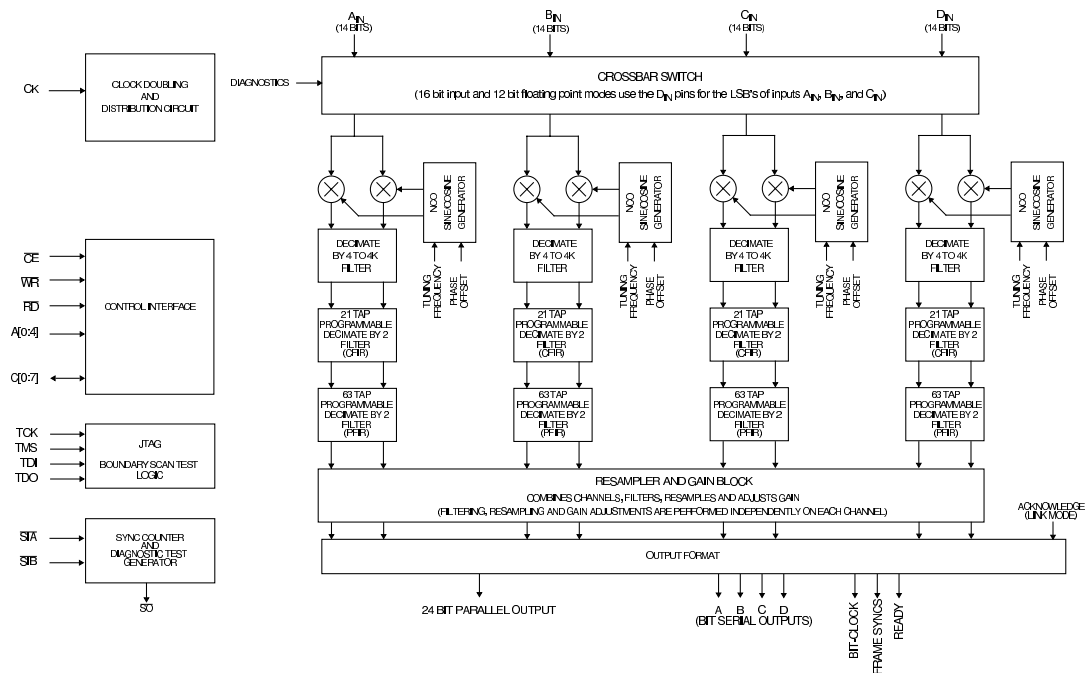 AIN
(14 BITS)
BIN
(14 BITS)
CIN
(14 BITS)
DIN
(14 BITS)
CK
CLOCK DOUBLING
AND
DISTRIBUTION CIRCUIT
DIAGNOSTICS
CROSSBAR SWITCH
(16 bit input and 12 bit floating point modes use the DIN pins for the LSB's of inputs AIN, BIN, and CIN)
NCO
SINE/COSINE
GENERATOR
NCO
SINE/COSINE
GENERATOR
NCO
SINE/COSINE
GENERATOR
NCO
SINE/COSINE
GENERATOR
DECIMATE
BY 4 TO 4K
FILTER
DECIMATE
BY 4 TO 4K
FILTER
DECIMATE
BY 4 TO 4K
FILTER
DECIMATE
BY 4 TO 4K
FILTER
TUNING
FREQUENCY
PHASE
OFFSET
TUNING
FREQUENCY
PHASE
OFFSET
TUNING
FREQUENCY
PHASE
OFFSET
TUNING
FREQUENCY
PHASE
OFFSET
CE
WR
RD
A[0:4]
C[0:7]
CONTROL INTERFACE
21 TAP
PROGRAMMABLE
DECIMATE BY 2
FILTER
(CFIR)
21 TAP
PROGRAMMABLE
DECIMATE BY 2
FILTER
(CFIR)
21 TAP
PROGRAMMABLE
DECIMATE BY 2
FILTER
(CFIR)
21 TAP
PROGRAMMABLE
DECIMATE BY 2
FILTER
(CFIR)
63 TAP
PROGRAMMABLE
DECIMATE BY 2
FILTER
(PFIR)
63 TAP
PROGRAMMABLE
DECIMATE BY 2
FILTER
(PFIR)
63 TAP
PROGRAMMABLE
DECIMATE BY 2
FILTER
(PFIR)
63 TAP
PROGRAMMABLE
DECIMATE BY 2
FILTER
(PFIR)
TCK
TMS
TDI
TDO
JTAG
BOUNDARY SCAN TEST
LOGIC
RESAMPLER AND GAIN BLOCK
COMBINES CHANNELS, FILTERS, RESAMPLES AND ADJUSTS GAIN
(FILTERING, RESAMPLING AND GAIN ADJUSTMENTS ARE PERFORMED INDEPENDENTLY ON EACH CHANNEL)
ACKNOWLEDGE
(LINK MODE)
SIA
SIB
SYNC COUNTER
AND
DIAGNOSTIC TEST
GENERATOR
SO
OUTPUT FORMAT
24 BIT PARALLEL OUTPUT
A B C D
(BIT SERIAL OUTPUTS)
BIT-CLOCK
FRAME SYNCS
READY